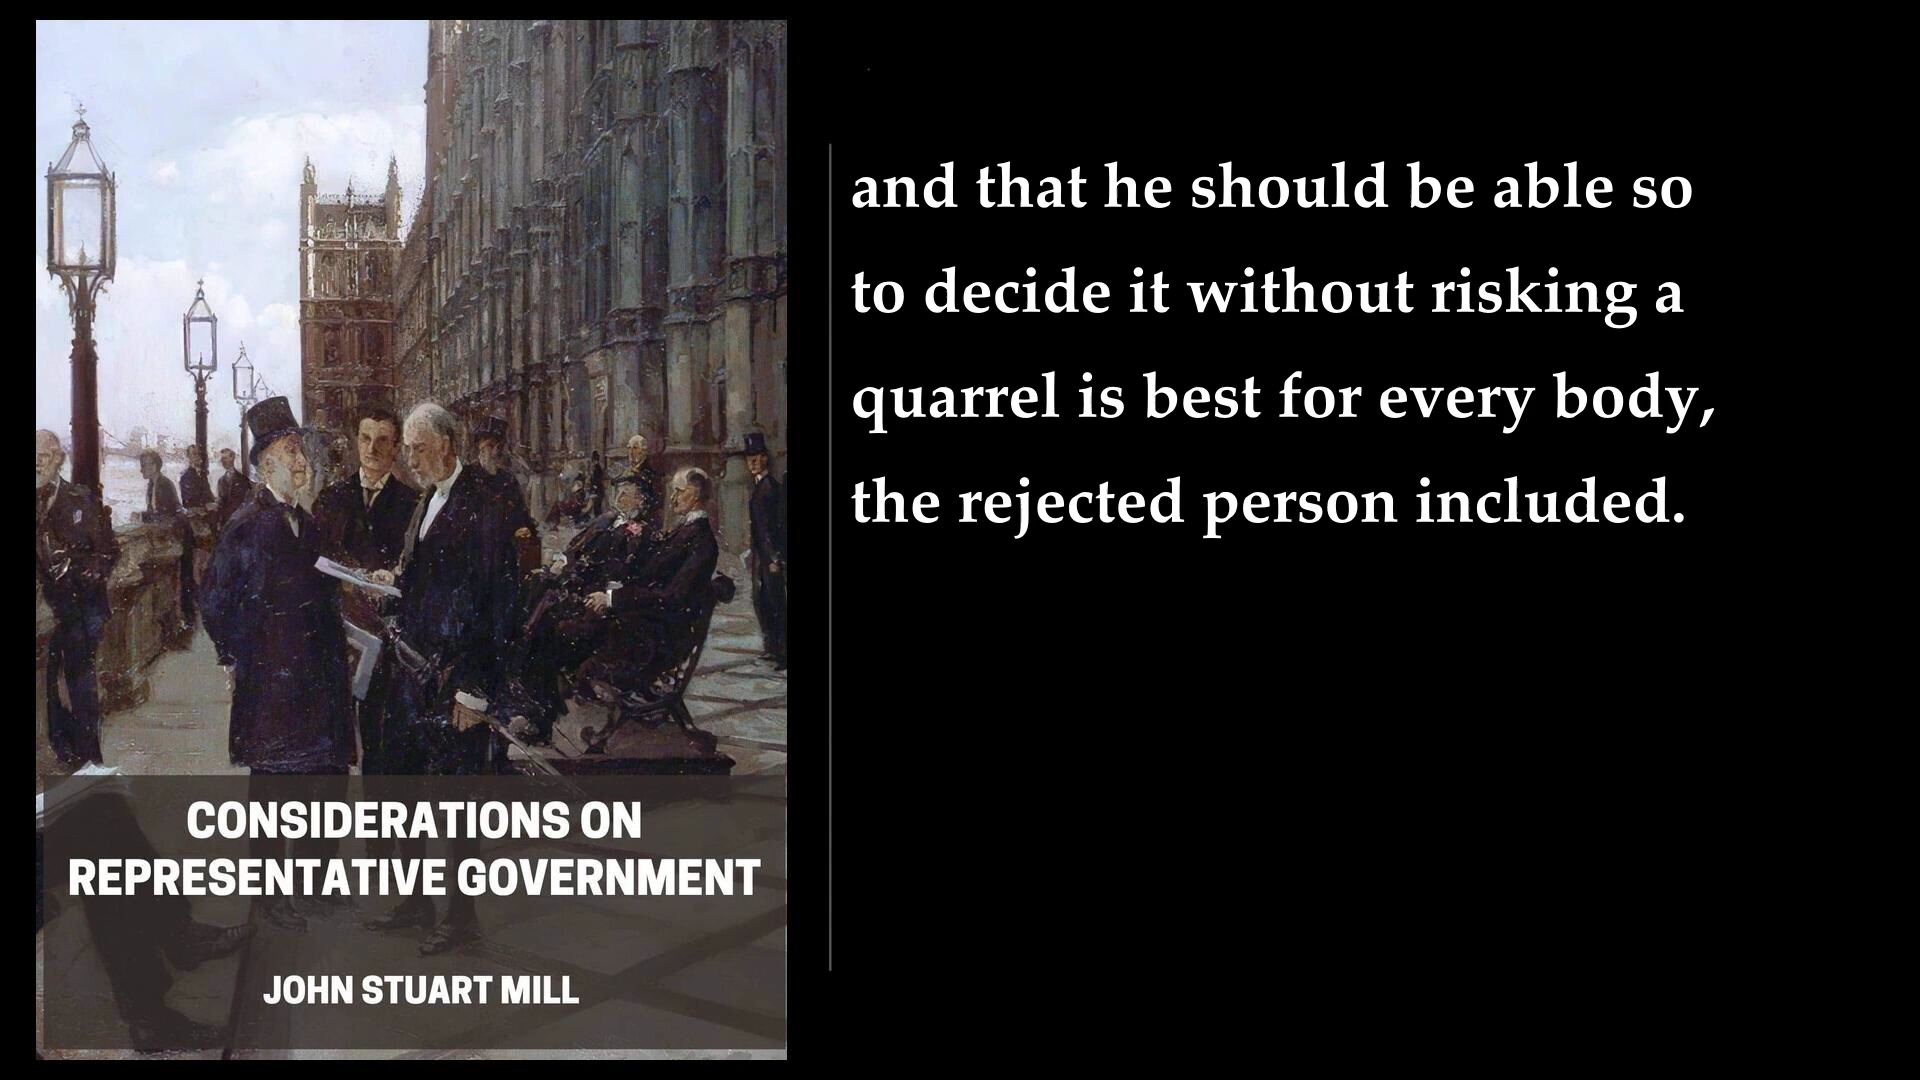 and that he should be able so
to decide it without risking a
quarrel is best for every body,
the rejected person included.
CONSIDERATIONS ON
REPRESENTATIVE GOVERNMENT
JOHN STUART MILL